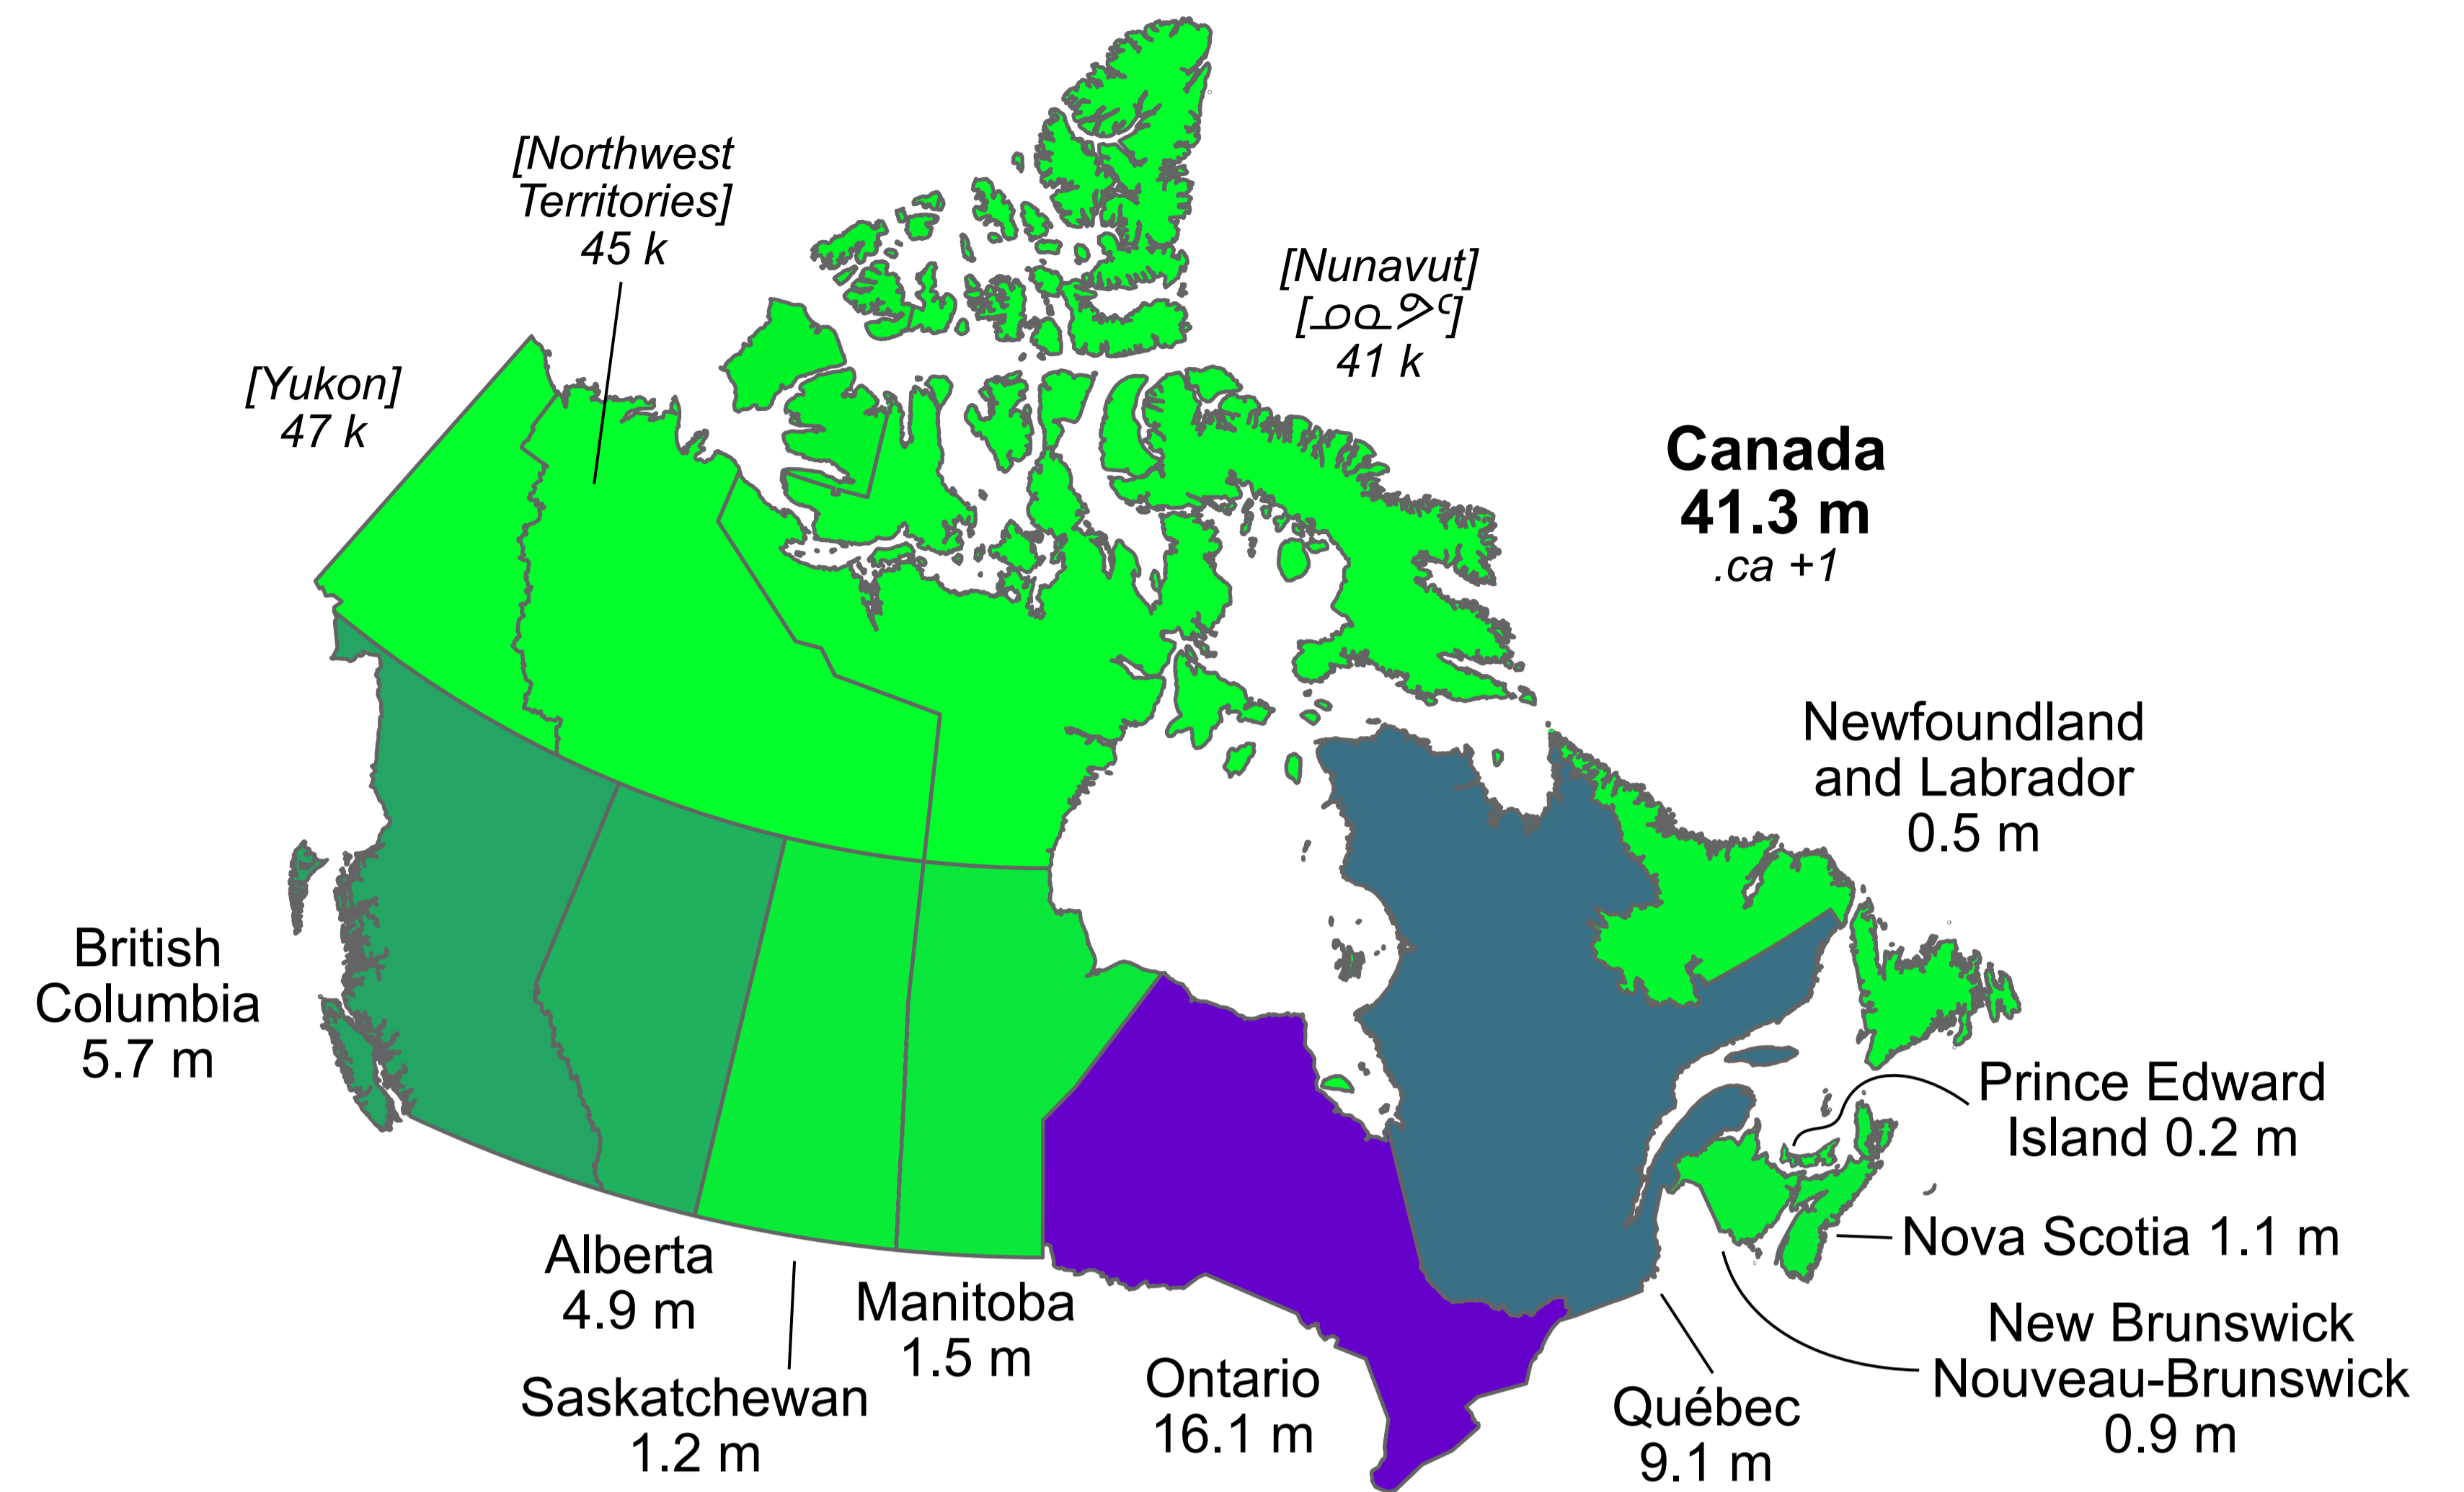 [Northwest
Territories]
45 k
[Nunavut]
[ᓄᓇᕗᑦ]
41 k
[Yukon]
47 k
Canada
41.3 m
.ca +1
Newfoundland
and Labrador
0.5 m
British
Columbia
5.7 m
Prince Edward
Island 0.2 m
Nova Scotia 1.1 m
Alberta
4.9 m
Manitoba
1.5 m
New Brunswick
Nouveau-Brunswick
0.9 m
Saskatchewan
1.2 m
Ontario
16.1 m
Québec
9.1 m